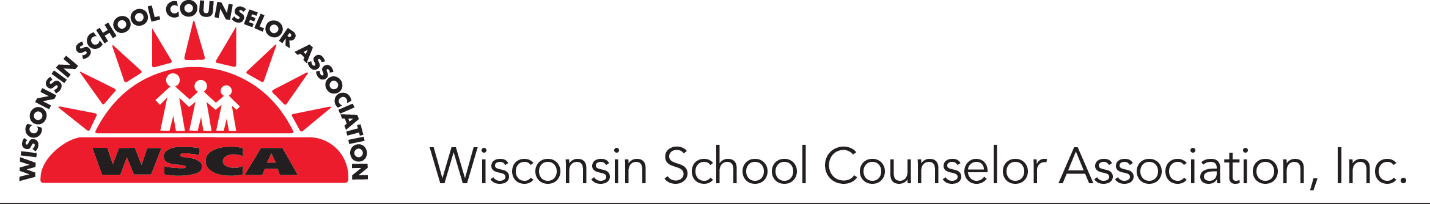 WISCONSIN SCHOOL COUNSELOR ASSOCIATION
WSCA
Wisconsin School Counselor Association, Inc.